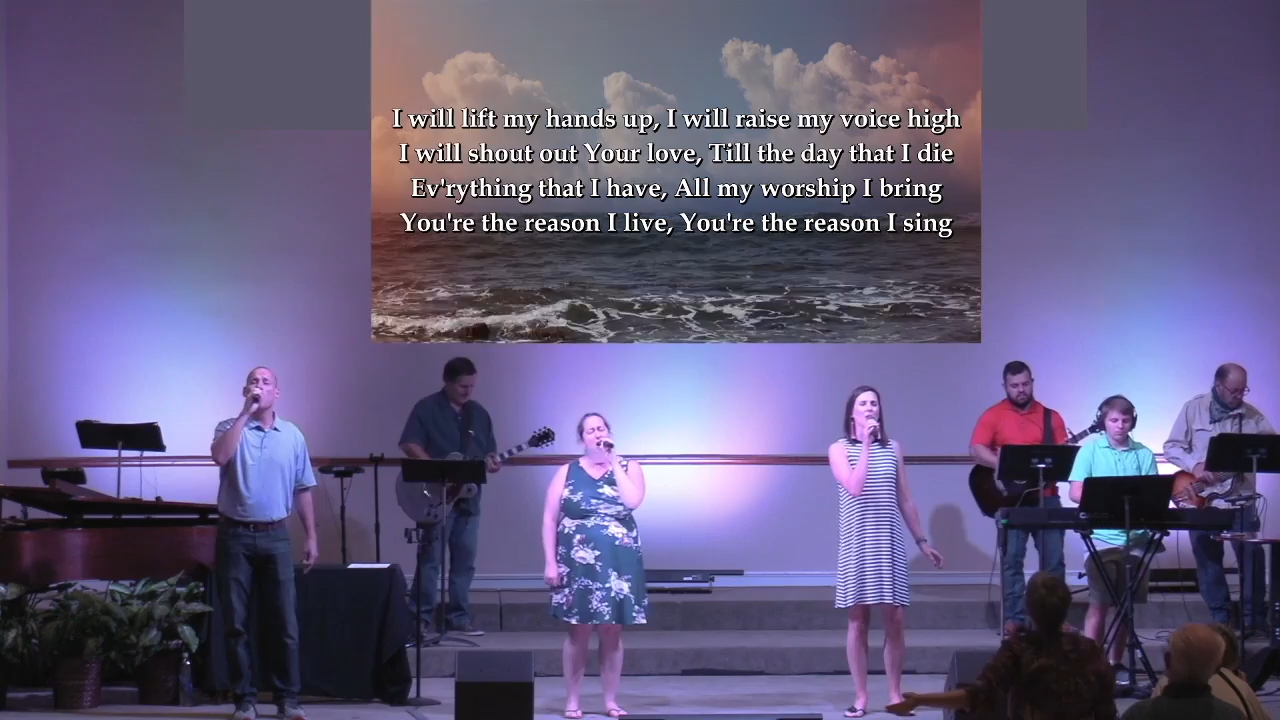 I will lift my hands up, I will raise my voice high
I will shout out Your love, Till the day that I die
Ev'rything that I have, All my worship I bring
You're the reason I live, You're the reason I sing